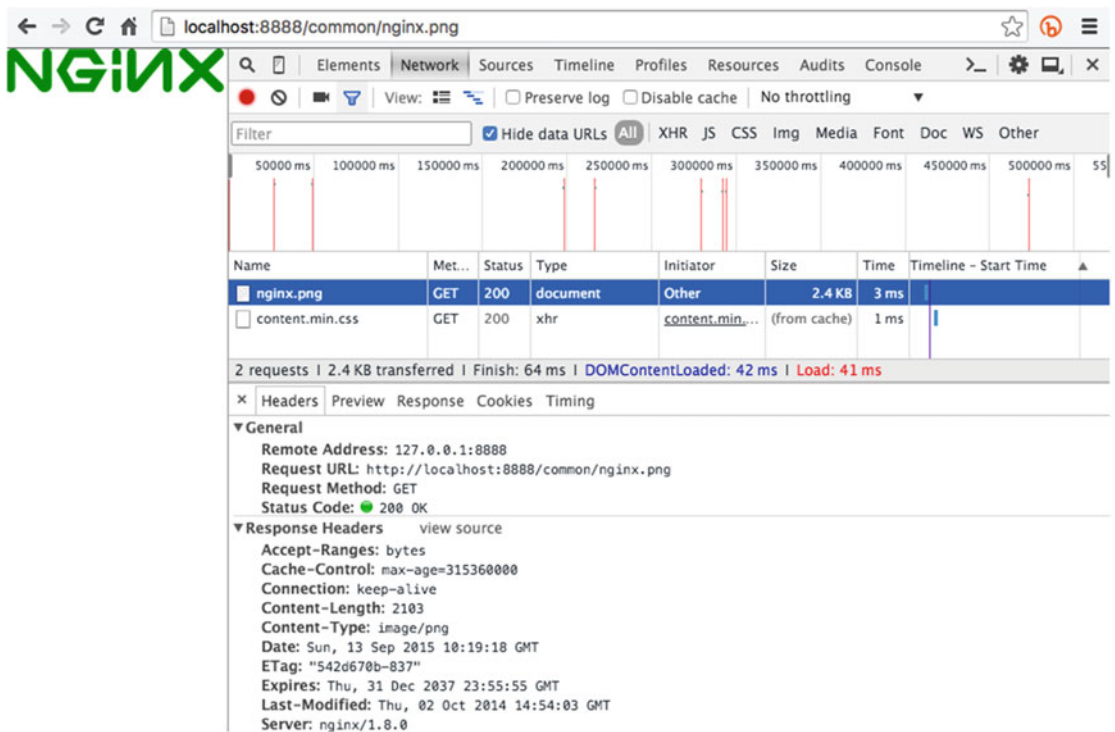 localhost:8888/common/nginx.png
NGiNX
Elements Network Sources Timeline Profiles Resources Audits Console
View: Preserve log Disable cache No throttling
Filter Hide data URLs All XHR JS CSS Img Media Font Doc WS Other
50000 ms 100000 ms 150000 ms 200000 ms 250000 ms 300000 ms 350000 ms 400000 ms 450000 ms 500000 ms 55
Name Met... Status Type Initiator Size Time Timeline – Start Time
nginx.png GET 200 document Other 2.4 KB 3 ms
content.min.css GET 200 xhr content.min.... (from cache) 1 ms
2 requests | 2.4 KB transferred | Finish: 64 ms | DOMContentLoaded: 42 ms | Load: 41 ms
× Headers Preview Response Cookies Timing
▼General
Remote Address: 127.0.0.1:8888
Request URL: http://localhost:8888/common/nginx.png
Request Method: GET
Status Code: 200 OK
▼Response Headers view source
Accept-Ranges: bytes
Cache-Control: max-age=315360000
Connection: keep-alive
Content-Length: 2103
Content-Type: image/png
Date: Sun, 13 Sep 2015 10:19:18 GMT
ETag: "542d670b-837"
Expires: Thu, 31 Dec 2037 23:55:55 GMT
Last-Modified: Thu, 02 Oct 2014 14:54:03 GMT
Server: nginx/1.8.0